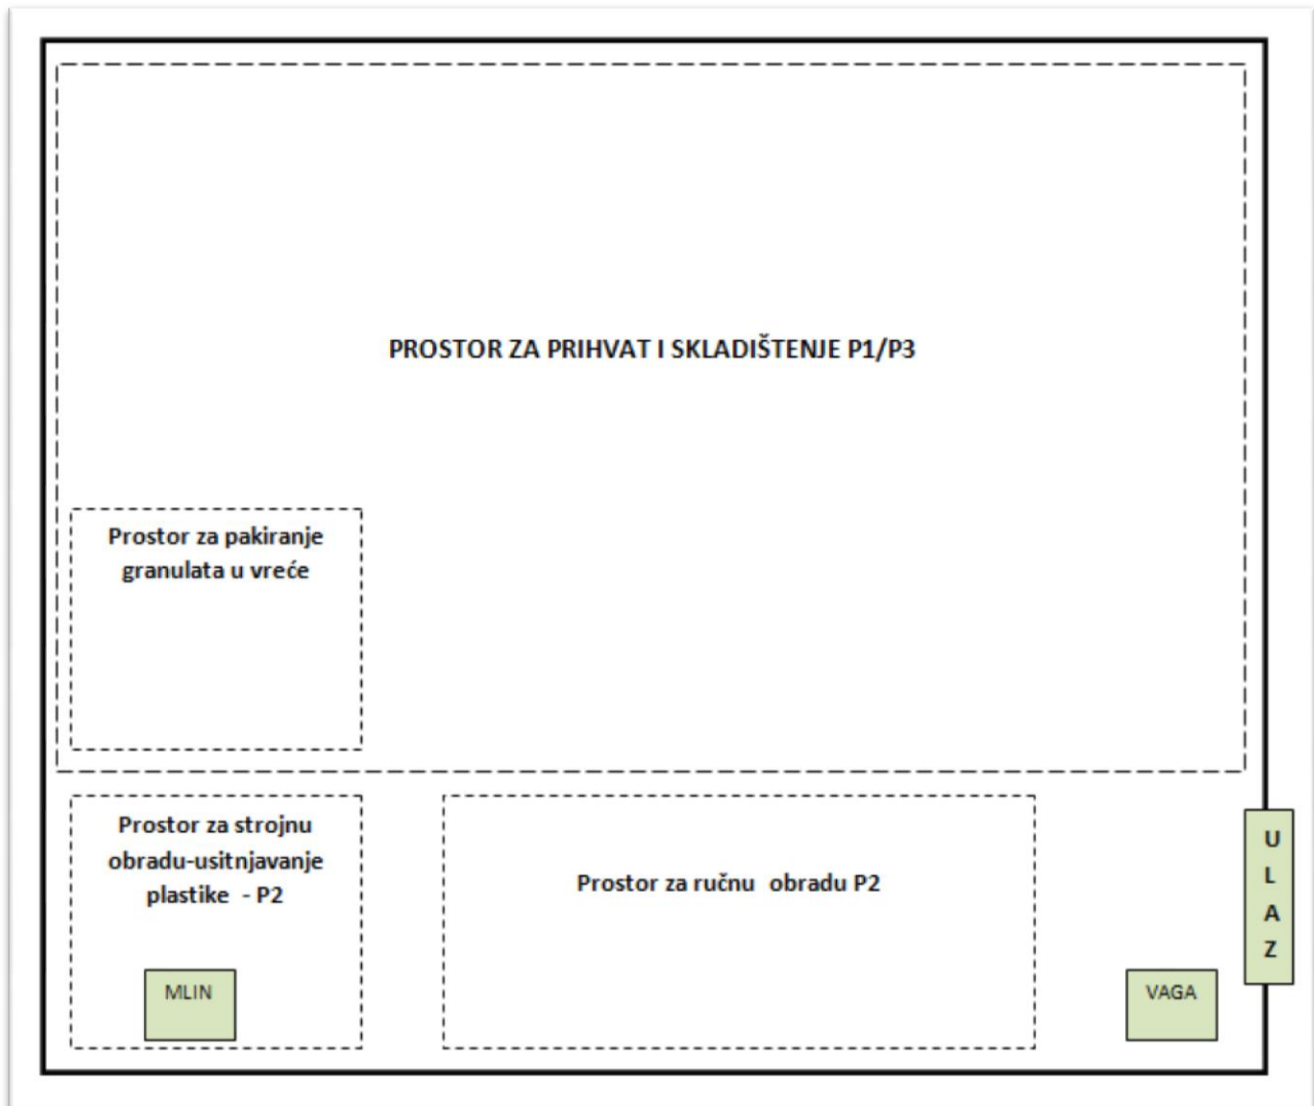 PROSTOR ZA PRIHVAT I SKLADIŠTENJE P1/P3
Prostor za pakiranje
granulata u vreće
Prostor za strojnu
obradu-usitnjavanje
plastike - P2
MLIN
Prostor za ručnu obradu P2
VAGA
U
L
A
Z